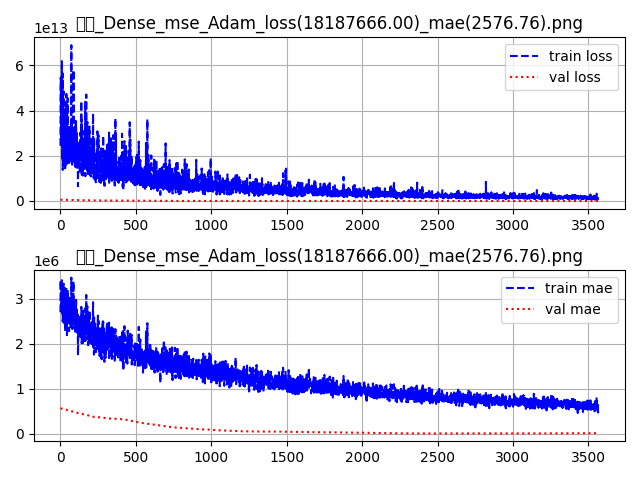 _Dense_mse_Adam_loss(18187666.00)_mae(2576.76).png
1e13
6
4
2
0
train loss
val loss
0 500 1000 1500 2000 2500 3000 3500
_Dense_mse_Adam_loss(18187666.00)_mae(2576.76).png
1e6
3
2
1
0
train mae
val mae
0 500 1000 1500 2000 2500 3000 3500